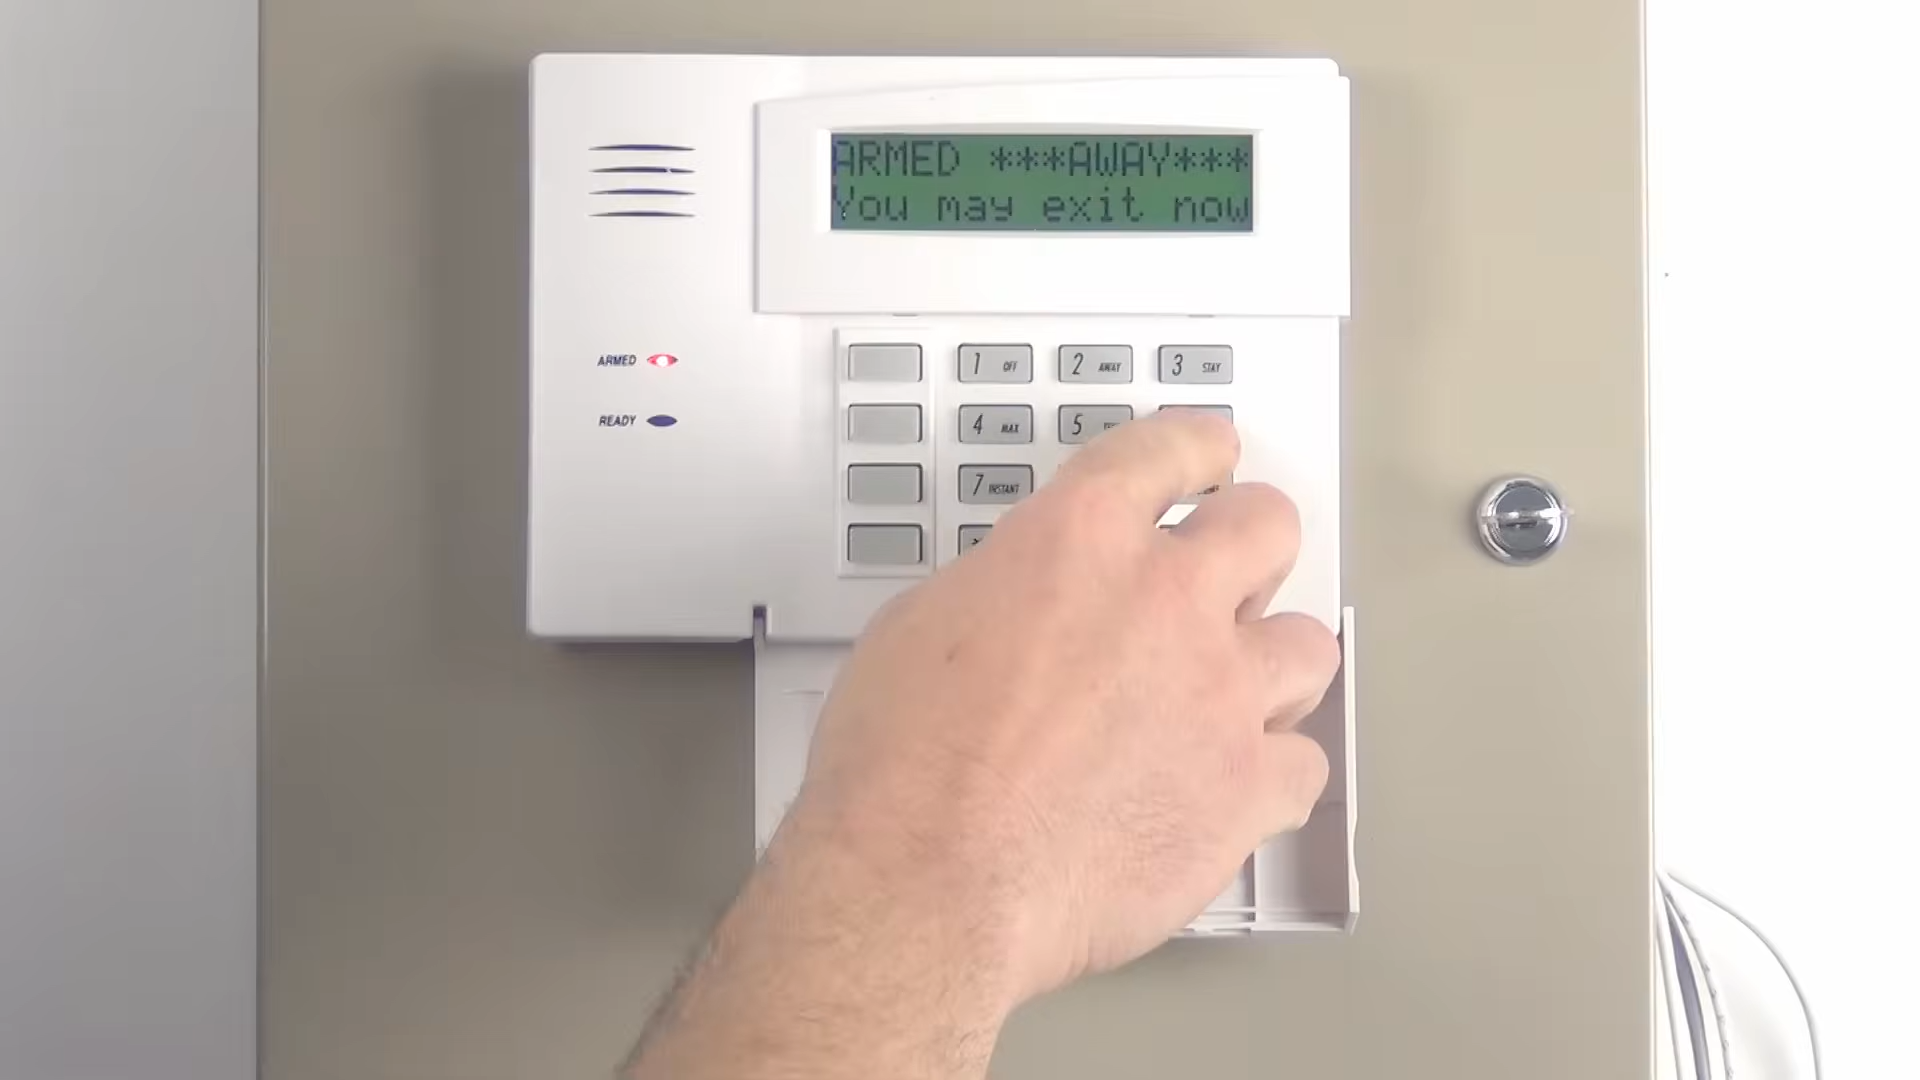 ARMED ***AWAY***
You may exit now
ARMED
READY
1 OFF
2 AWAY
3 STAY
4 MAX
5
7 INSTANT